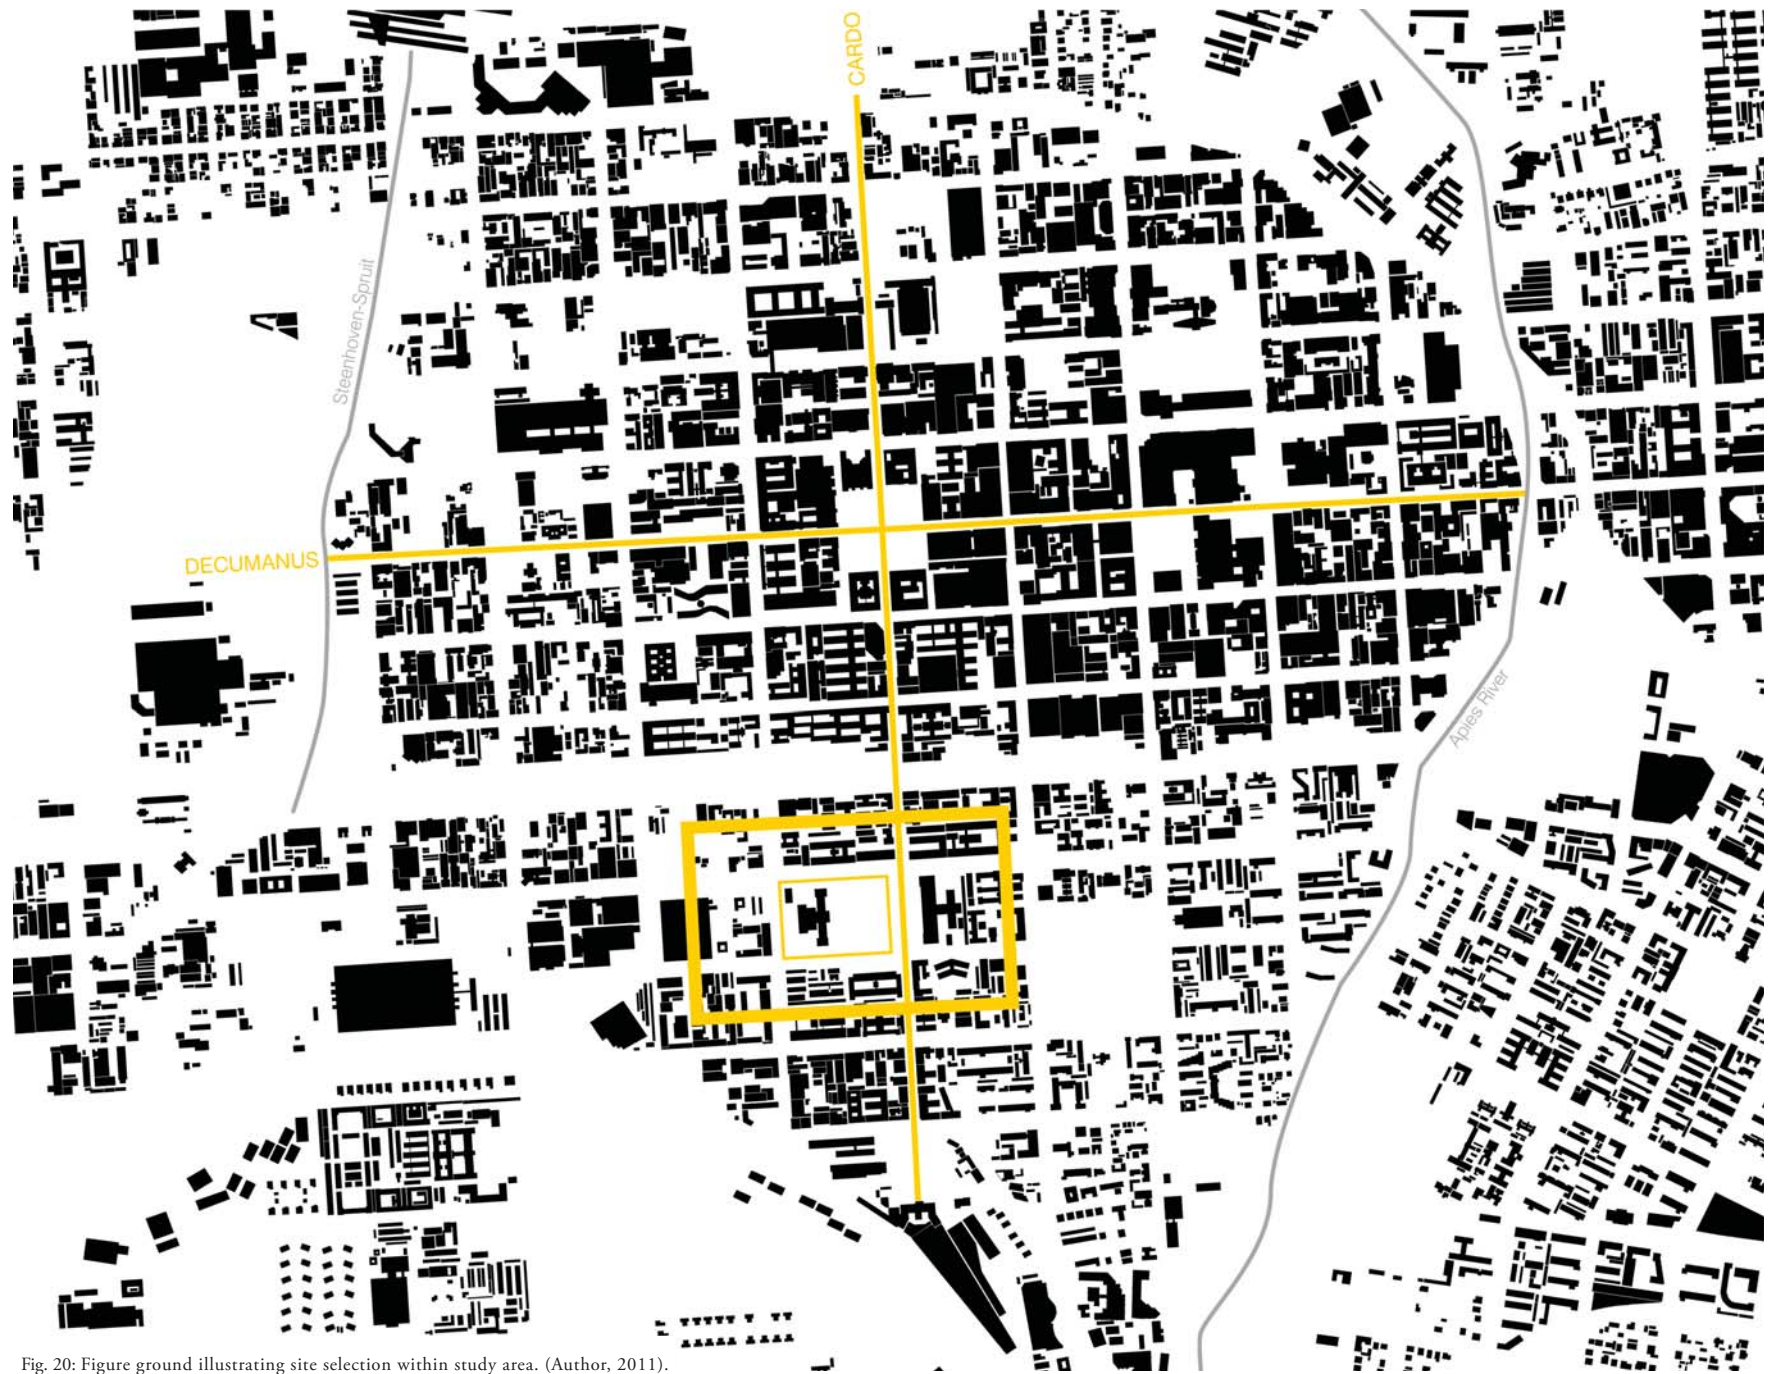 CARDO
Steenhoven-Spruit
DECUMANUS
Apies River
Fig. 20: Figure ground illustrating site selection within study area. (Author, 2011).